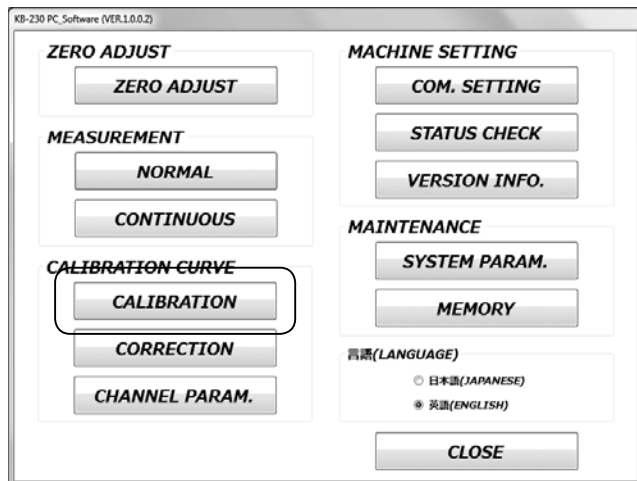 KB-230 PC_Software (VER.1.0.0.2)
ZERO ADJUST
ZERO ADJUST
MEASUREMENT
NORMAL
CONTINUOUS
CALIBRATION CURVE
CALIBRATION
CORRECTION
CHANNEL PARAM.
MACHINE SETTING
COM. SETTING
STATUS CHECK
VERSION INFO.
MAINTENANCE
SYSTEM PARAM.
MEMORY
言語(LANGUAGE)
日本語(JAPANESE)
英語(ENGLISH)
CLOSE